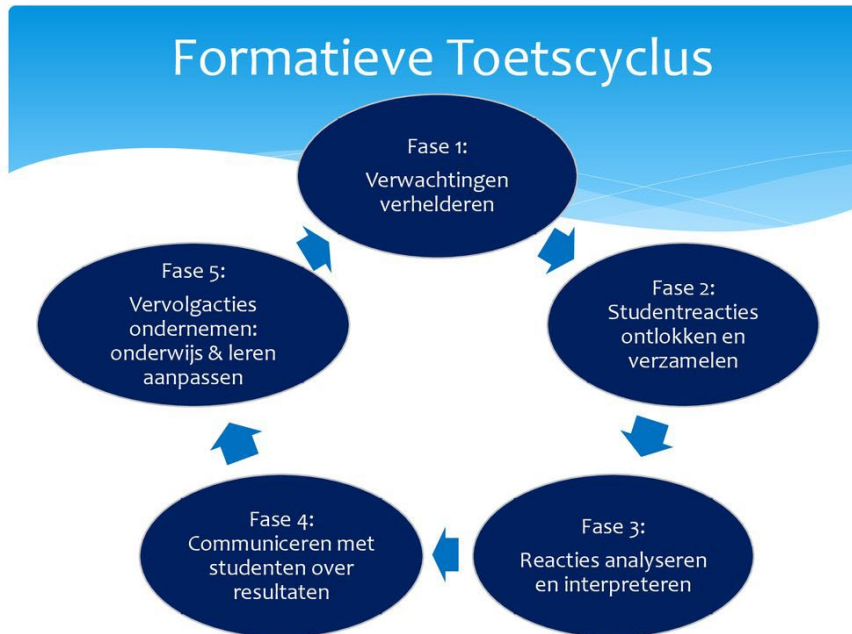 Formatieve Toetscyclus
Fase 1:
Verwachtingen
verhelderen
Fase 2:
Studentreacties
ontlokken en
verzamelen
Fase 3:
Reacties analyseren
en interpreteren
Fase 4:
Communiceren met
studenten over
resultaten
Fase 5:
Vervolgacties
ondernemen:
onderwijs & leren
aanpassen